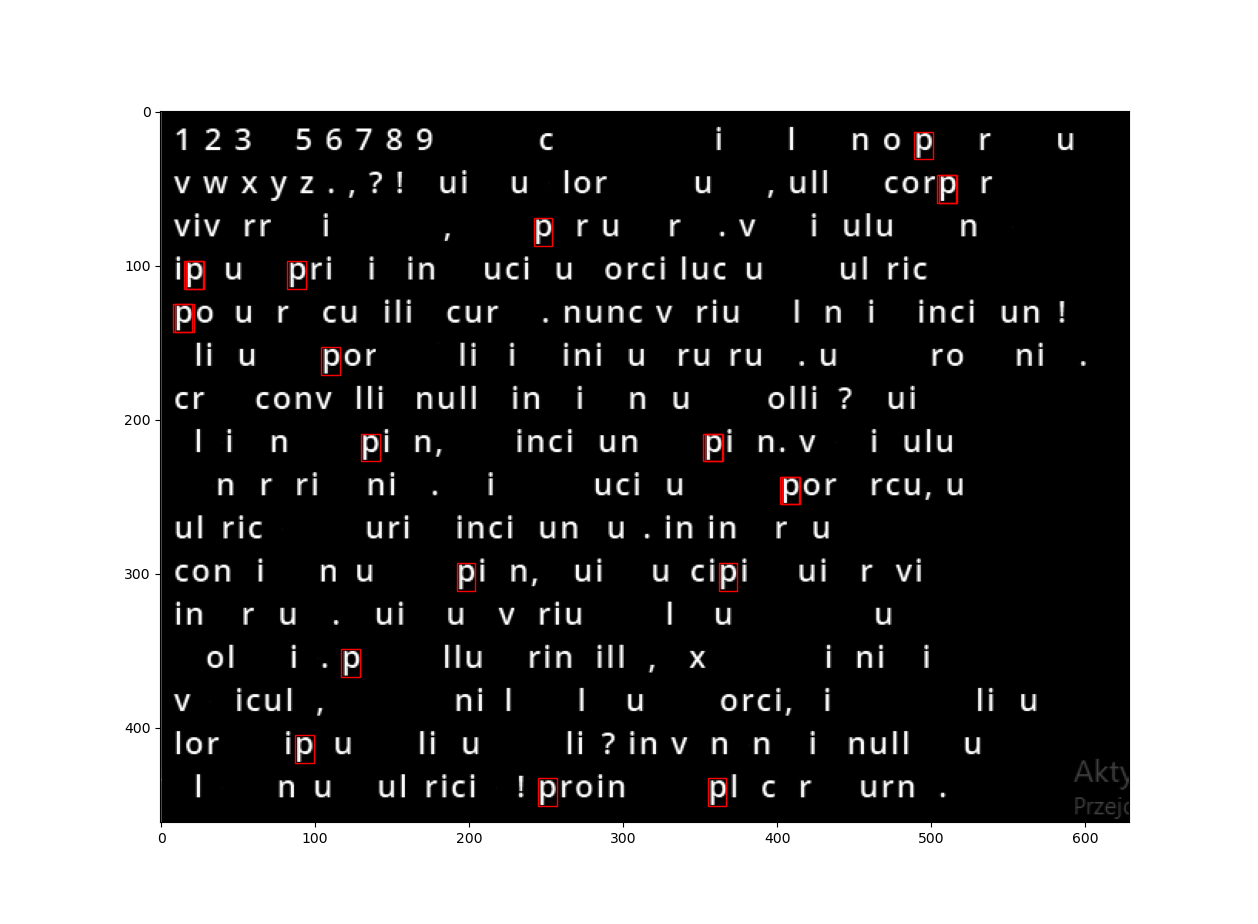 0
1 2 3 5 6 7 8 9 c i l n o p r u
v w x y z . , ? ! ui u lor u , ull corp r
viv rr i , p r u r . v i ulu n
100
ip u pri i in uci u orci luc u ul ric
po u r cu ili cur . nunc v riu l n i inci un !
li u por li i ini u ru ru . u ro ni .
cr conv lli null in i n u olli ? ui
200
l i n pi n, inci un pi n. v i ulu
n r ri ni . i uci u por rcu, u
ul ric uri inci un u . in in r u
300
con i n u pi n, ui u cipi ui r vi
in r u . ui u v riu l u u
ol i . p llu rin ill , x i ni i
v icul , ni l l u orci, i li u
400
lor ip u li u li ? in v n n i null u
Akty
l n u ul rici ! proin pl c r urn .
Przejd
0 100 200 300 400 500 600